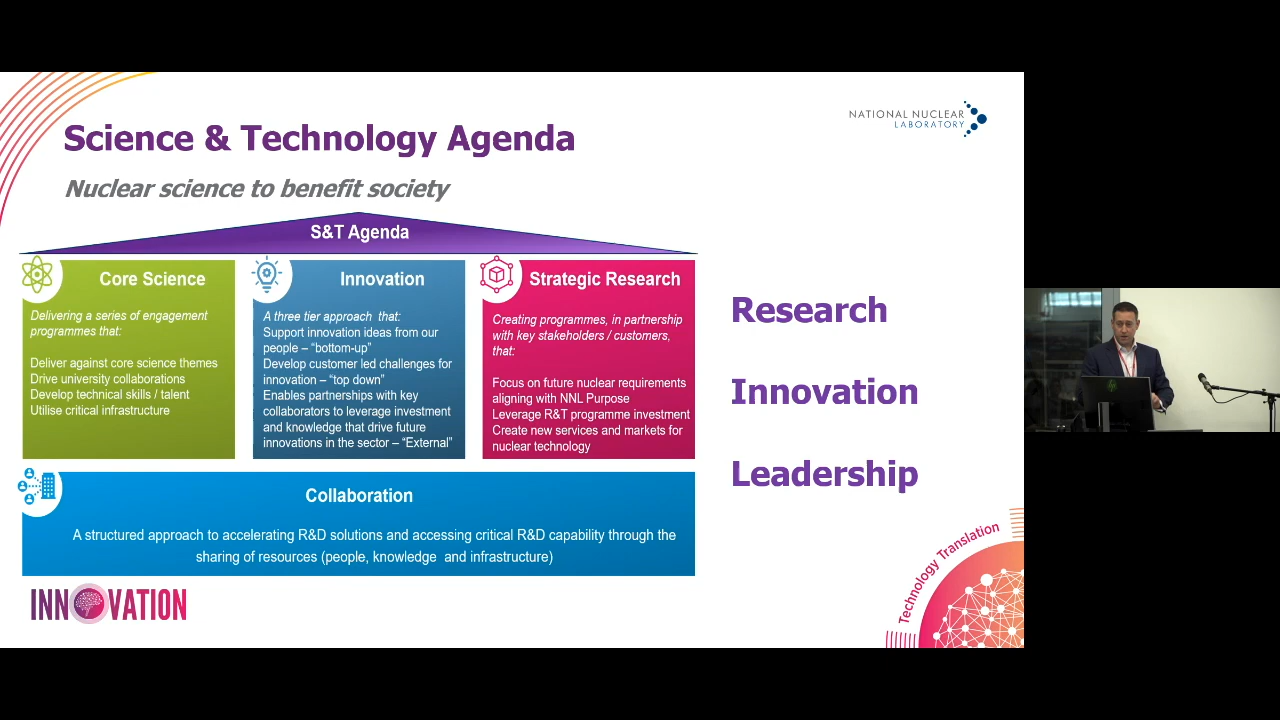 Science & Technology Agenda
NATIONAL NUCLEAR
LABORATORY
Nuclear science to benefit society
S&T Agenda
Core Science
Delivering a series of engagement
programmes that:
Deliver against core science themes
Drive university collaborations
Develop technical skills / talent
Utilise critical infrastructure
Innovation
A three tier approach that:
Support innovation ideas from our
people – “bottom-up”
Develop customer led challenges for
innovation – “top down”
Enables partnerships with key
collaborators to leverage investment
and knowledge that drive future
innovations in the sector – “External”
Strategic Research
Creating programmes, in partnership
with key stakeholders / customers,
that:
Focus on future nuclear requirements
aligning with NNL Purpose
Leverage R&T programme investment
Create new services and markets for
nuclear technology
Research
Innovation
Leadership
Collaboration
A structured approach to accelerating R&D solutions and accessing critical R&D capability through the
sharing of resources (people, knowledge and infrastructure)
INNOVATION
Technology Translation